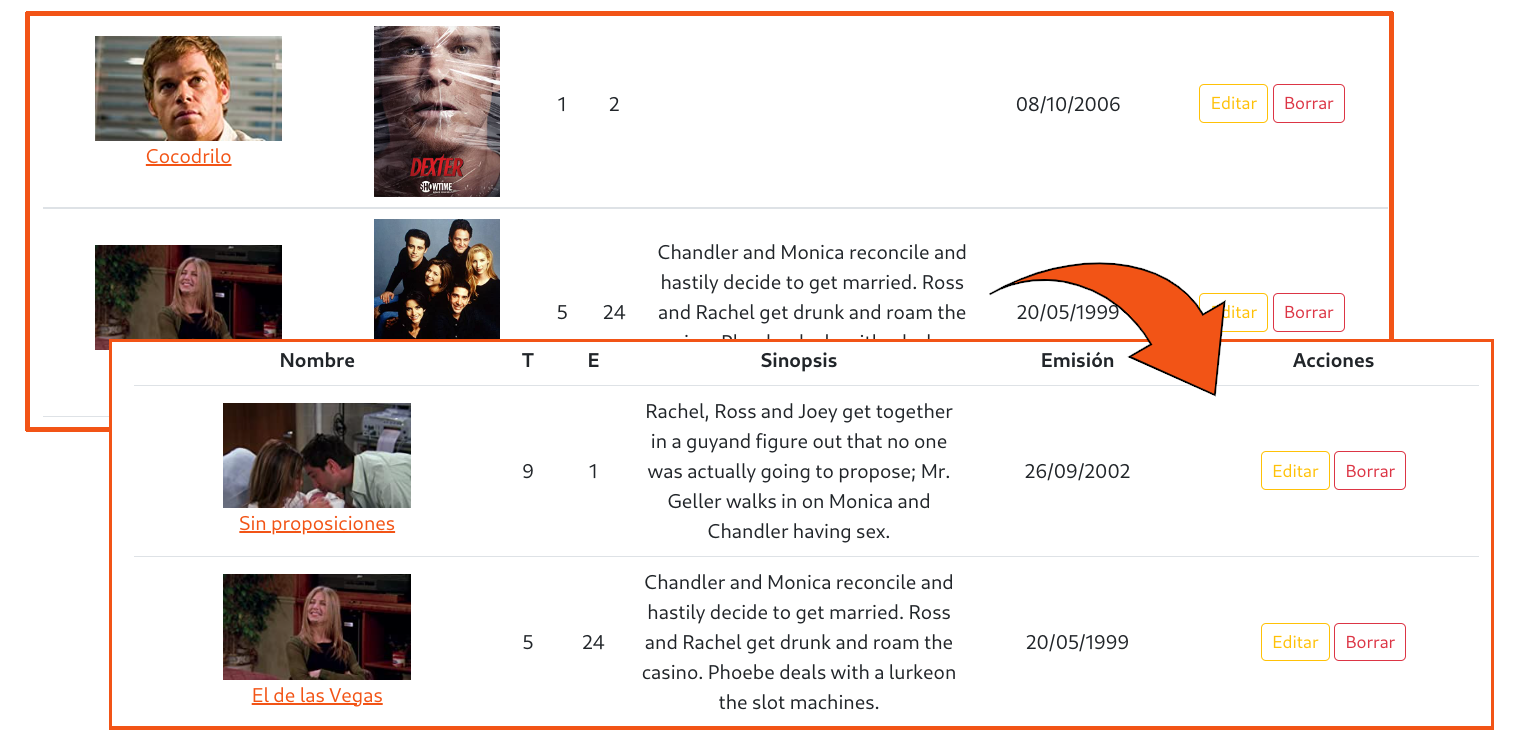 1 2 08/10/2006 Editar Borrar
Cocodrilo
DEXTER
SHOWTIME
Chandler and Monica reconcile and
hastily decide to get married. Ross
5 24 and Rachel get drunk and roam the 20/05/1999 Editar Borrar
Nombre T E Sinopsis Emisión Acciones
Rachel, Ross and Joey get together
in a guyand figure out that no one
9 1 was actually going to propose; Mr. 26/09/2002 Editar Borrar
Geller walks in on Monica and
Sin proposiciones
Chandler having sex.
Chandler and Monica reconcile and
hastily decide to get married. Ross
5 24 and Rachel get drunk and roam the 20/05/1999 Editar Borrar
casino. Phoebe deals with a lurkeon
El de las Vegas
the slot machines.